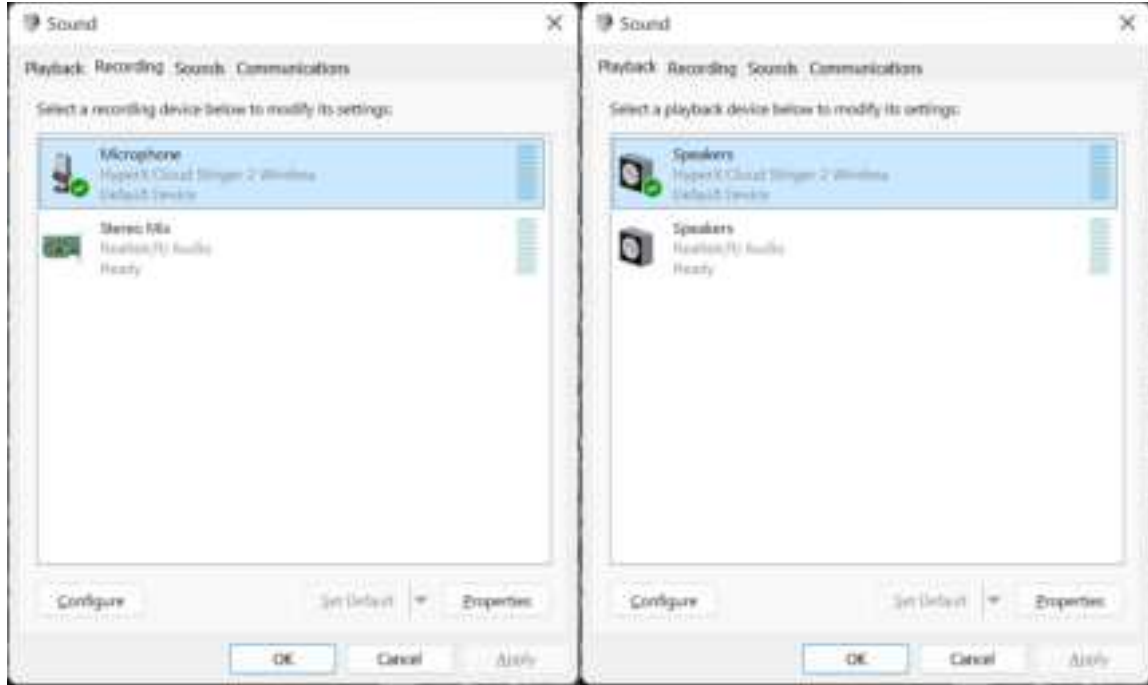 Sound
Playback Recording Sounds Communications
Select a recording device below to modify its settings:
Microphone
HyperX Cloud Stinger 2 Wireless
Default Device
Stereo Mix
Realtek(R) Audio
Ready
Configure
Set Default
Properties
OK
Cancel
Apply
Sound
Playback Recording Sounds Communications
Select a playback device below to modify its settings:
Speakers
HyperX Cloud Stinger 2 Wireless
Default Device
Speakers
Realtek(R) Audio
Ready
Configure
Set Default
Properties
OK
Cancel
Apply